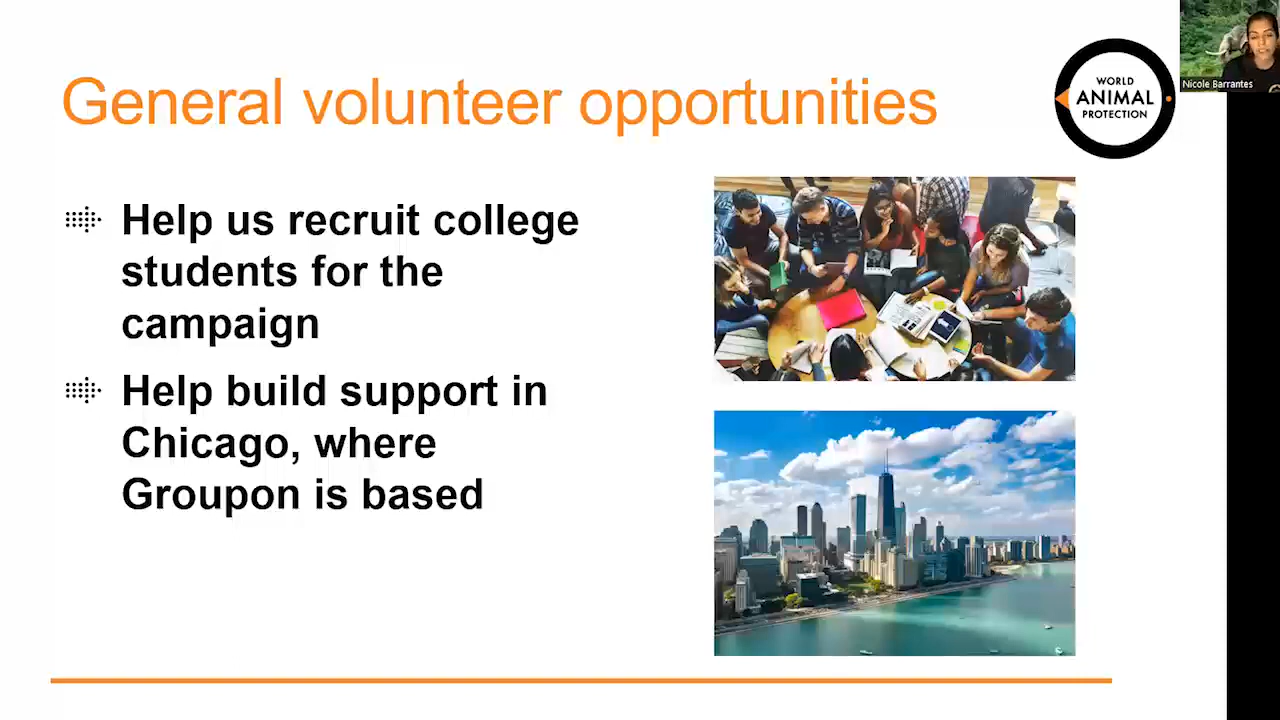 General volunteer opportunities
WORLD
ANIMAL
PROTECTION
Nicole Barrantes
Help us recruit college
students for the
campaign
Help build support in
Chicago, where
Groupon is based